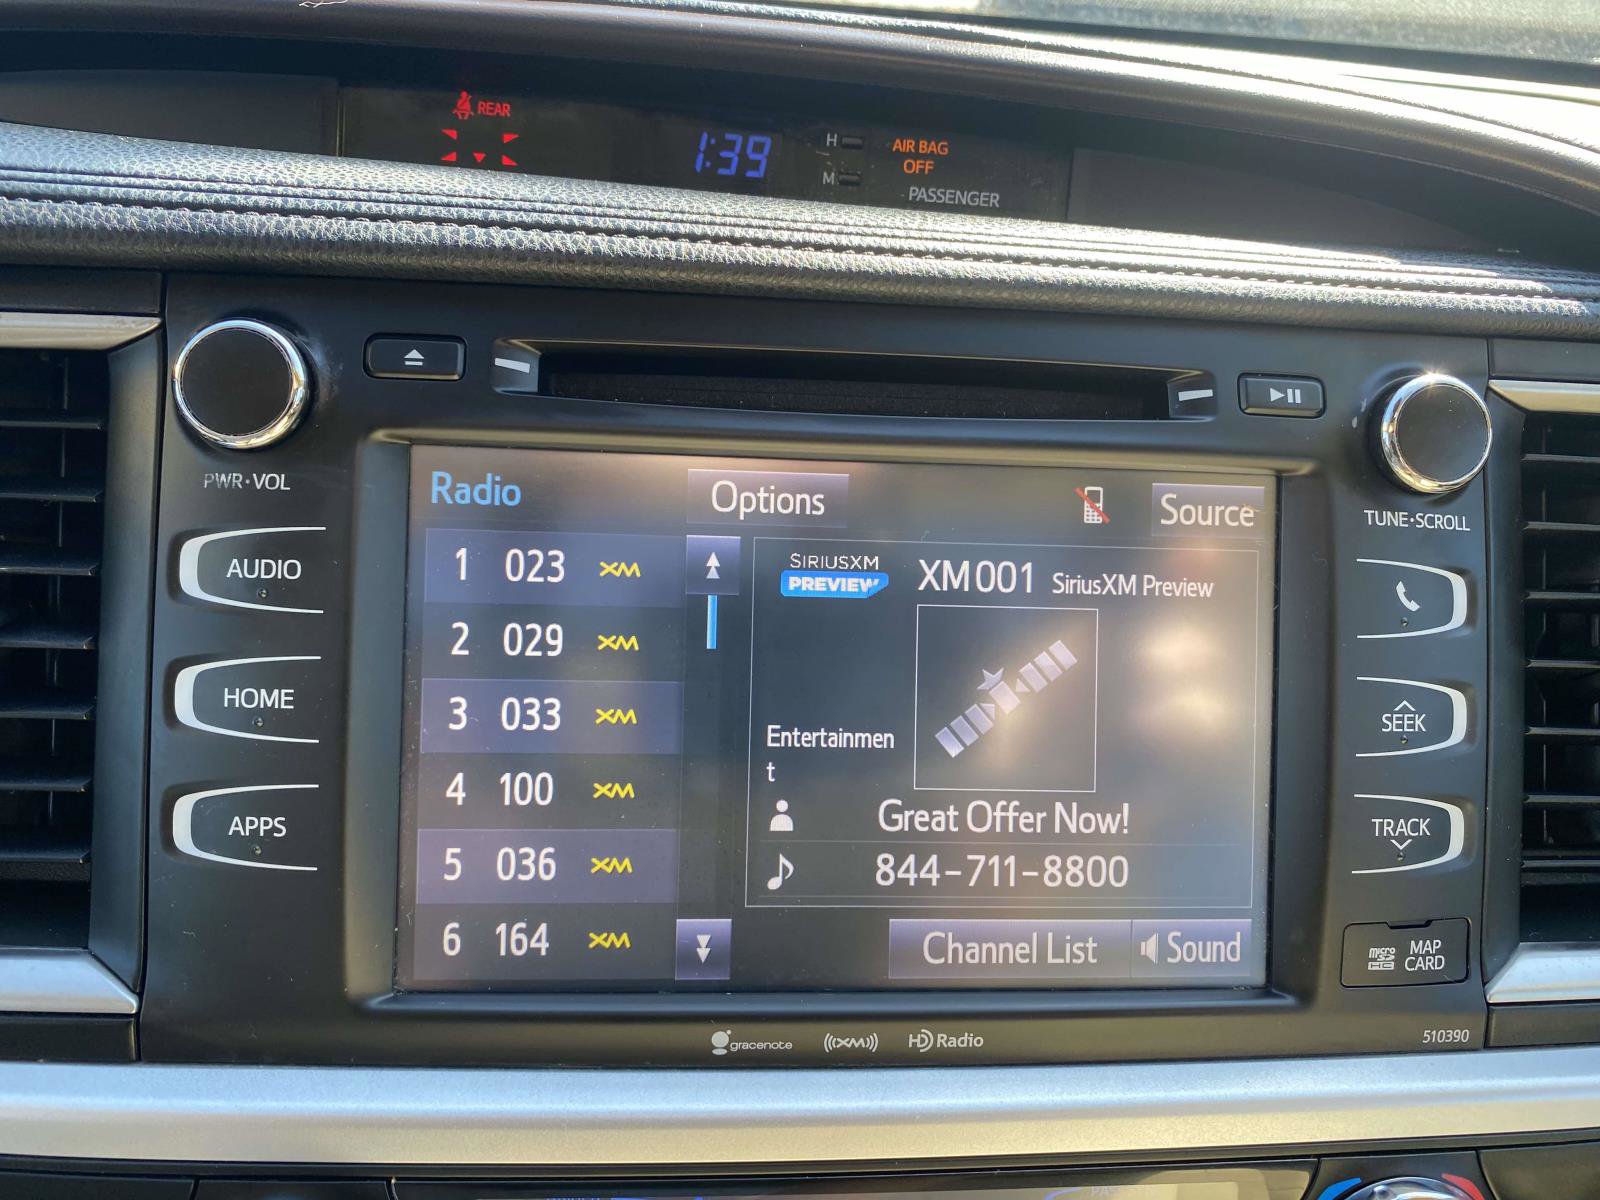 REAR
1:39
H
M
AIR BAG
OFF
PASSENGER
PWR·VOL
TUNE·SCROLL
AUDIO
HOME
APPS
Radio
Options
Source
1 023 XM
2 029 XM
3 033 XM
4 100 XM
5 036 XM
6 164 XM
SIRIUSXM
PREVIEW
XM001 SiriusXM Preview
Entertainmen
t
Great Offer Now!
844-711-8800
Channel List
Sound
SEEK
TRACK
micro
SD
HC
MAP
CARD
gracenote
((XM))
HD Radio
510390